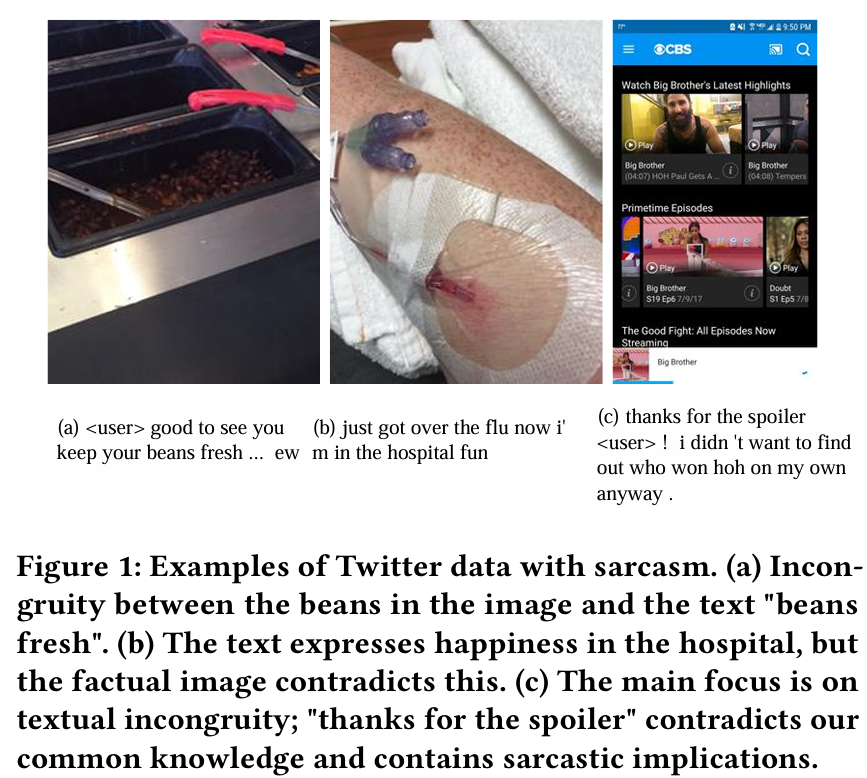 77°
9:50 PM
CBS
Watch Big Brother's Latest Highlights
Play
Play
Big Brother
(04:07) HOH Paul Gets A ...
Big Brother
(04:08) Tempers
Primetime Episodes
Play
Play
Big Brother
S19 Ep6 7/9/17
Doubt
S1 Ep5 7/8
The Good Fight: All Episodes Now
Streaming
Big Brother
(a) <user> good to see you
keep your beans fresh ... ew
(b) just got over the flu now i'
m in the hospital fun
(c) thanks for the spoiler
<user> ! i didn 't want to find
out who won hoh on my own
anyway .
Figure 1: Examples of Twitter data with sarcasm. (a) Incon-
gruity between the beans in the image and the text "beans
fresh". (b) The text expresses happiness in the hospital, but
the factual image contradicts this. (c) The main focus is on
textual incongruity; "thanks for the spoiler" contradicts our
common knowledge and contains sarcastic implications.